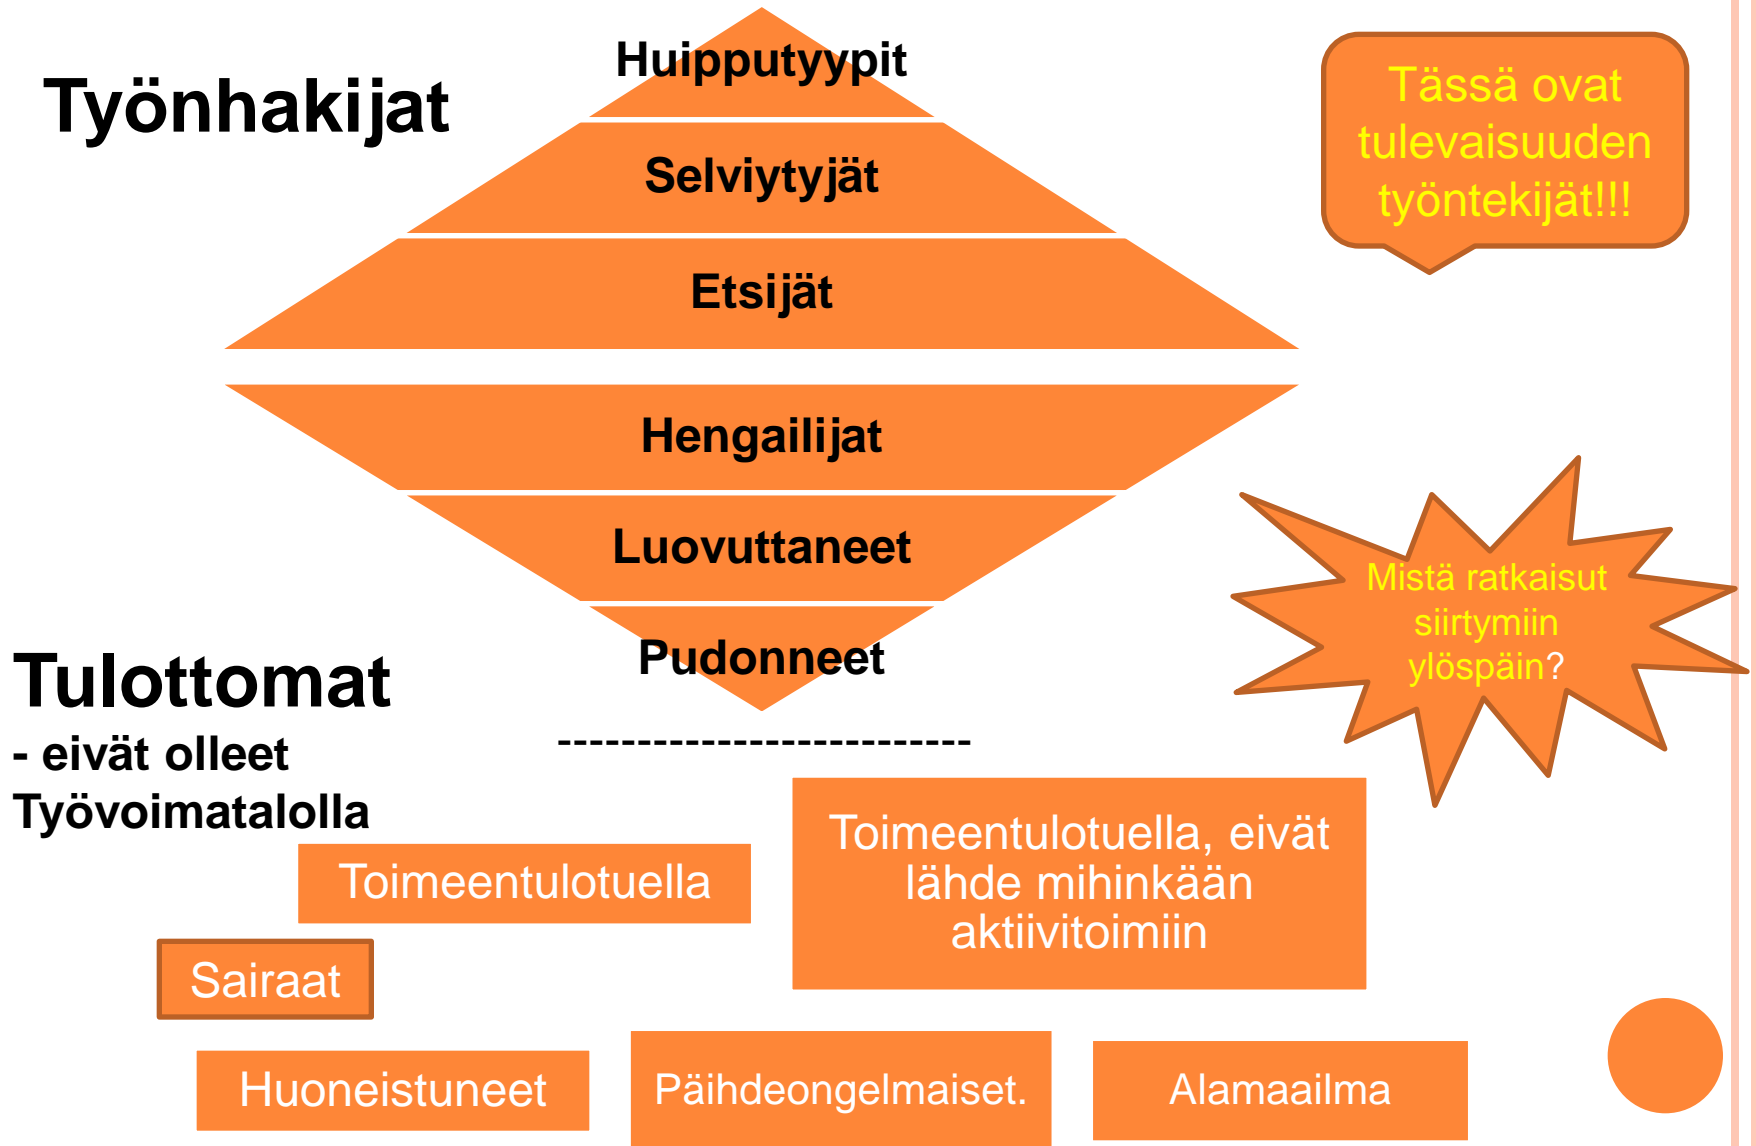 Työnhakijat
Huipputyypit
Selviytyjät
Etsijät
Tässä ovat
tulevaisuuden
työntekijät!!!
Hengailijat
Luovuttaneet
Pudonneet
Mistä ratkaisut
siirtymiin
ylöspäin?
Tulottomat
- eivät olleet
Työvoimatalolla
--------------------------
Toimeentulotuella
Toimeentulotuella, eivät
lähde mihinkään
aktiivitoimiin
Sairaat
Huoneistuneet
Päihdeongelmaiset.
Alamaailma